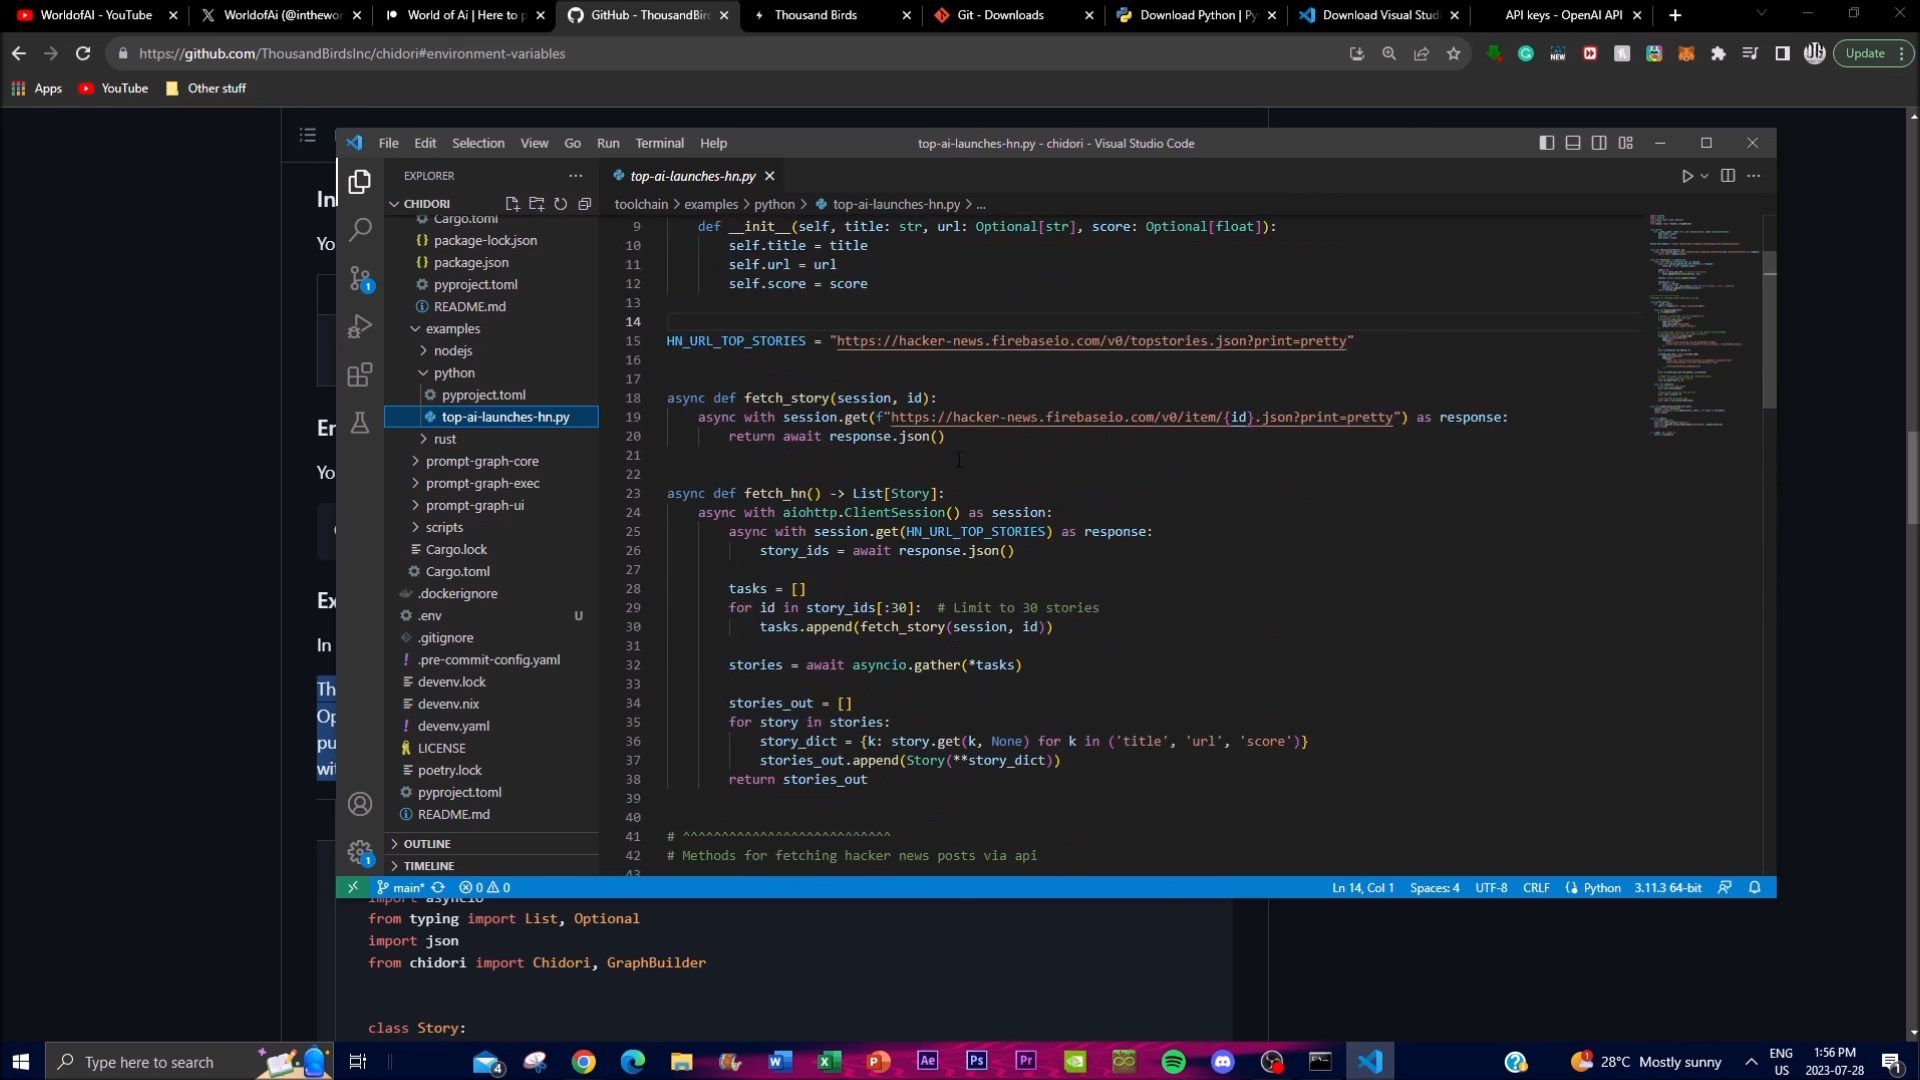 WorldofAi - YouTube
WorldofAi (@inthewor
World of Ai | Here to p
GitHub - ThousandBird
Thousand Birds
Git - Downloads
Download Python | Py
Download Visual Stud
API keys - OpenAI API
https://github.com/ThousandBirdsInc/chidori#environment-variables
Update
Apps
YouTube
Other stuff
File Edit Selection View Go Run Terminal Help
top-ai-launches-hn.py - chidori - Visual Studio Code
EXPLORER
top-ai-launches-hn.py
CHIDORI
toolchain > examples > python > top-ai-launches-hn.py > ...
Cargo.toml
package-lock.json
package.json
pyproject.toml
README.md
examples
nodejs
python
pyproject.toml
top-ai-launches-hn.py
rust
prompt-graph-core
prompt-graph-exec
prompt-graph-ui
scripts
Cargo.lock
Cargo.toml
.dockerignore
.env U
.gitignore
.pre-commit-config.yaml
devenv.lock
devenv.nix
devenv.yaml
LICENSE
poetry.lock
pyproject.toml
README.md
OUTLINE
TIMELINE
9 def __init__(self, title: str, url: Optional[str], score: Optional[float]):
10 self.title = title
11 self.url = url
12 self.score = score
13
14
15 HN_URL_TOP_STORIES = "https://hacker-news.firebaseio.com/v0/topstories.json?print=pretty"
16
17
18 async def fetch_story(session, id):
19 async with session.get(f"https://hacker-news.firebaseio.com/v0/item/{id}.json?print=pretty") as response:
20 return await response.json()
21
22
23 async def fetch_hn() -> List[Story]:
24 async with aiohttp.ClientSession() as session:
25 async with session.get(HN_URL_TOP_STORIES) as response:
26 story_ids = await response.json()
27
28 tasks = []
29 for id in story_ids[:30]: # Limit to 30 stories
30 tasks.append(fetch_story(session, id))
31
32 stories = await asyncio.gather(*tasks)
33
34 stories_out = []
35 for story in stories:
36 story_dict = {k: story.get(k, None) for k in ('title', 'url', 'score')}
37 stories_out.append(Story(**story_dict))
38 return stories_out
39
40
41 # ^^^^^^^^^^^^^^^^^^^^^^^^^^^
42 # Methods for fetching hacker news posts via api
43
main* 0 0
Ln 14, Col 1 Spaces: 4 UTF-8 CRLF Python 3.11.3 64-bit
In
Yo
En
Yo
Ex
In
Th
Op
pu
wit
import asyncio
from typing import List, Optional
import json
from chidori import Chidori, GraphBuilder
class Story:
Type here to search
28°C Mostly sunny
ENG
US
1:56 PM
2023-07-28